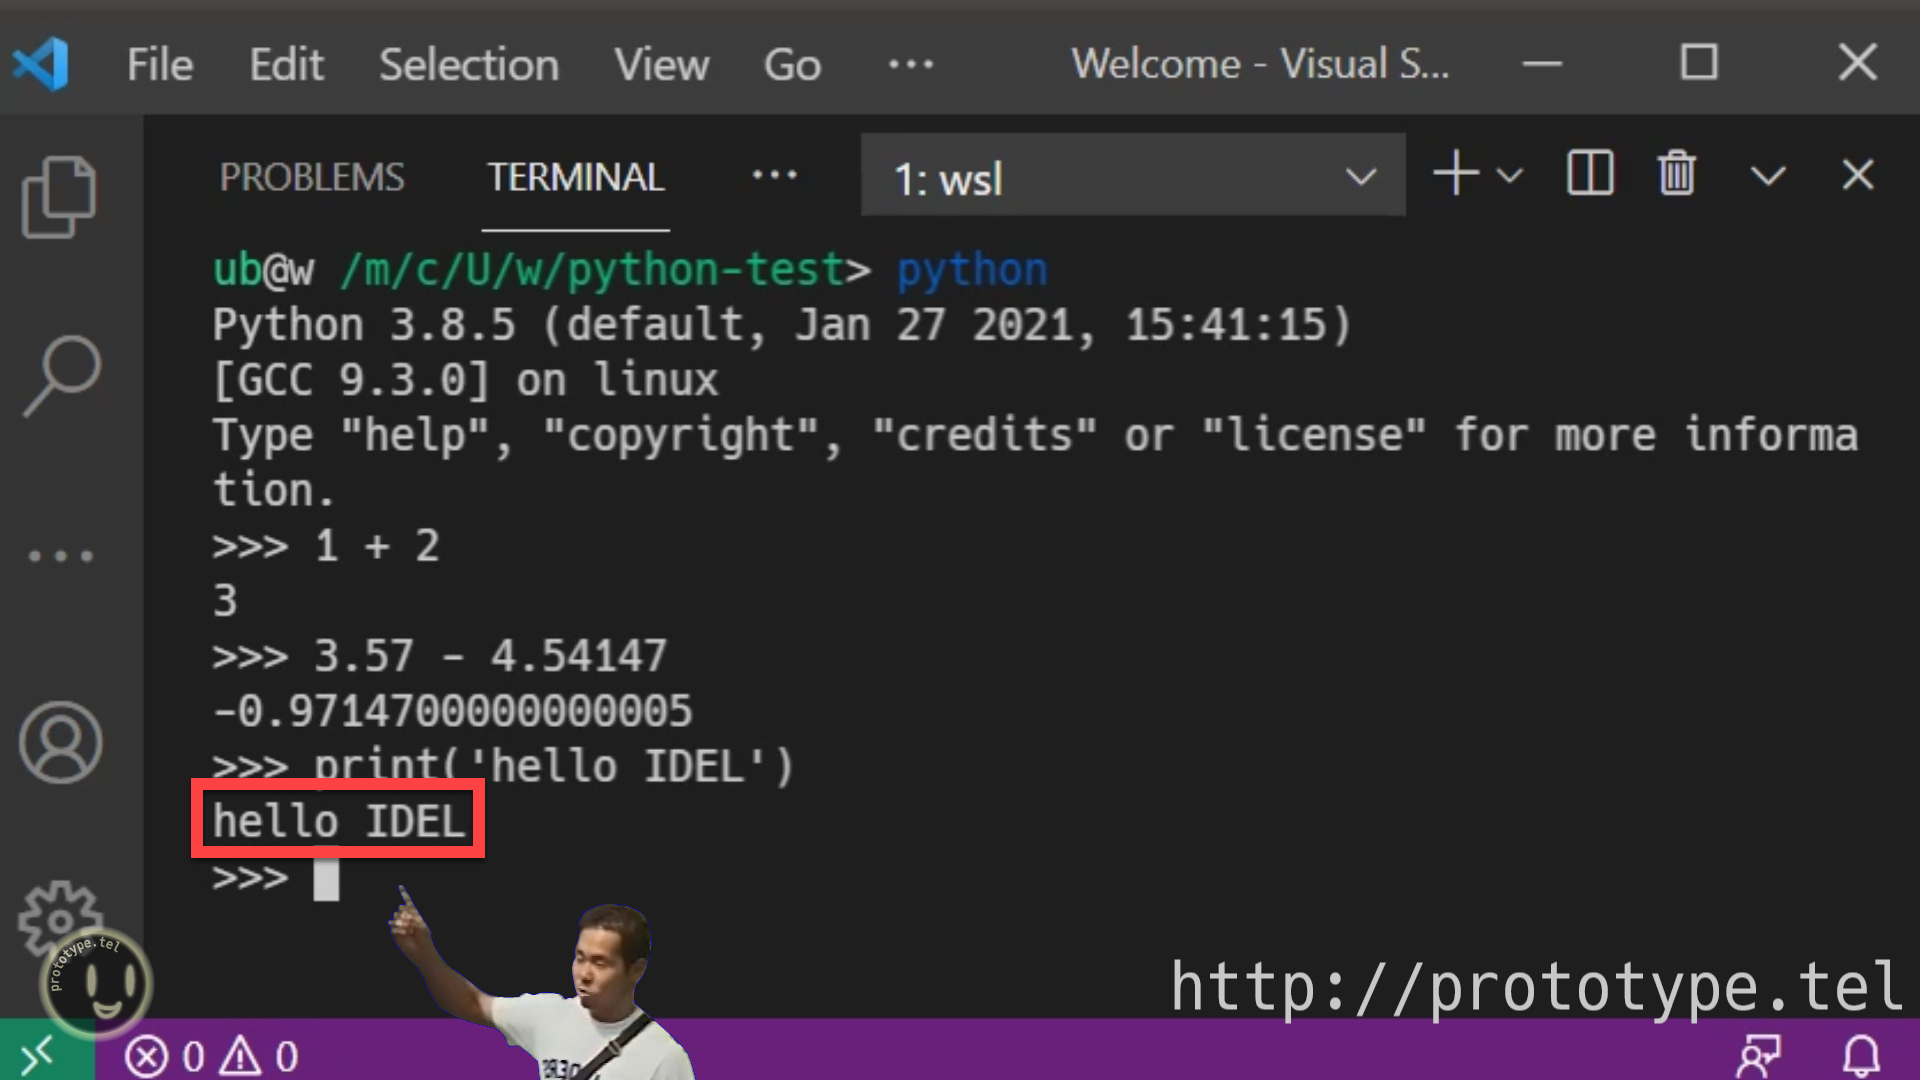 File Edit Selection View Go ··· Welcome - Visual S...
PROBLEMS TERMINAL ··· 1: wsl
ub@w /m/c/U/w/python-test> python
Python 3.8.5 (default, Jan 27 2021, 15:41:15)
[GCC 9.3.0] on linux
Type "help", "copyright", "credits" or "license" for more informa
tion.
>>> 1 + 2
3
>>> 3.57 - 4.54147
-0.9714700000000005
>>> print('hello IDEL')
hello IDEL
>>>
prototype.tel
http://prototype.tel
0 0